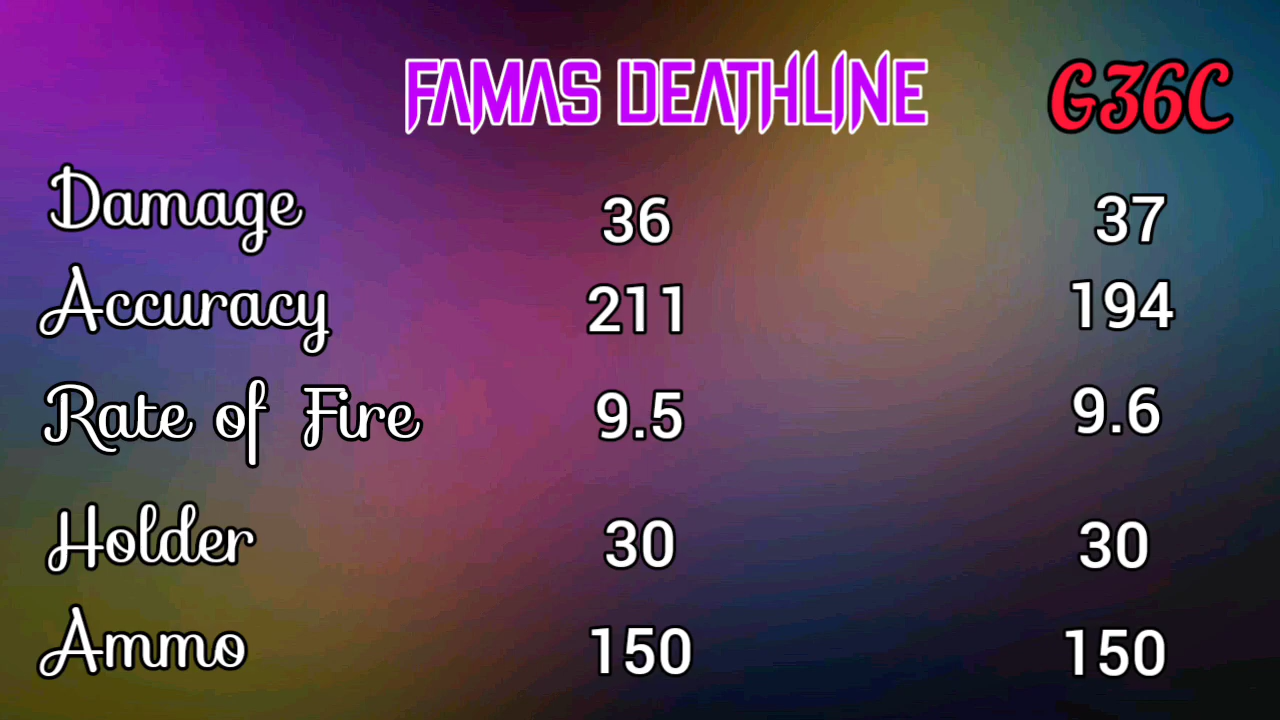 FAMAS DEATHLINE G36C
Damage 36 37
Accuracy 211 194
Rate of Fire 9.5 9.6
Holder 30 30
Ammo 150 150